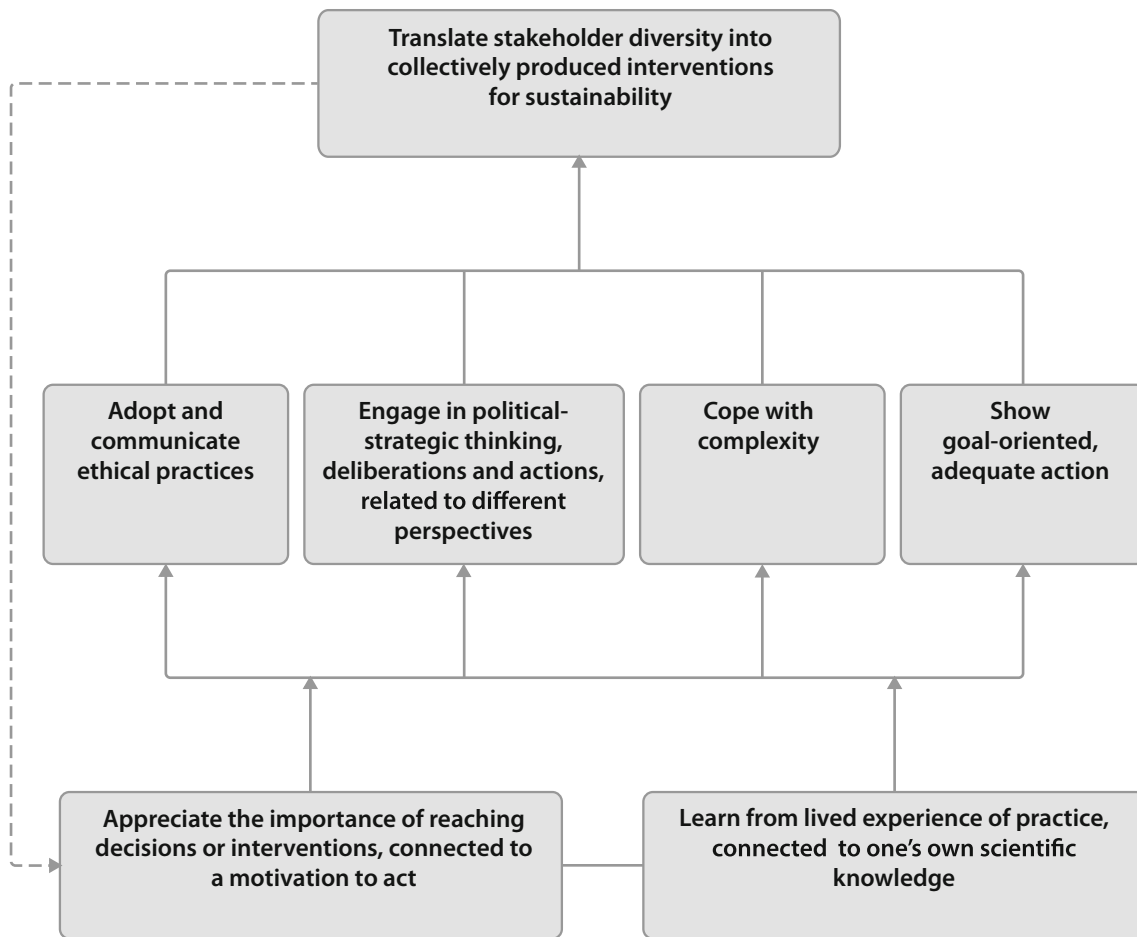 Translate stakeholder diversity into
collectively produced interventions
for sustainability
Adopt and
communicate
ethical practices
Engage in political-
strategic thinking,
deliberations and actions,
related to different
perspectives
Cope with
complexity
Show
goal-oriented,
adequate action
Appreciate the importance of reaching
decisions or interventions, connected to
a motivation to act
Learn from lived experience of practice,
connected to one’s own scientific
knowledge